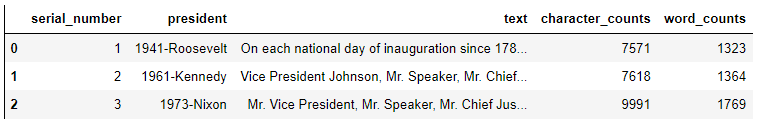 serial_number president text character_counts word_counts
0 1 1941-Roosevelt On each national day of inauguration since 178... 7571 1323
1 2 1961-Kennedy Vice President Johnson, Mr. Speaker, Mr. Chief... 7618 1364
2 3 1973-Nixon Mr. Vice President, Mr. Speaker, Mr. Chief Jus... 9991 1769